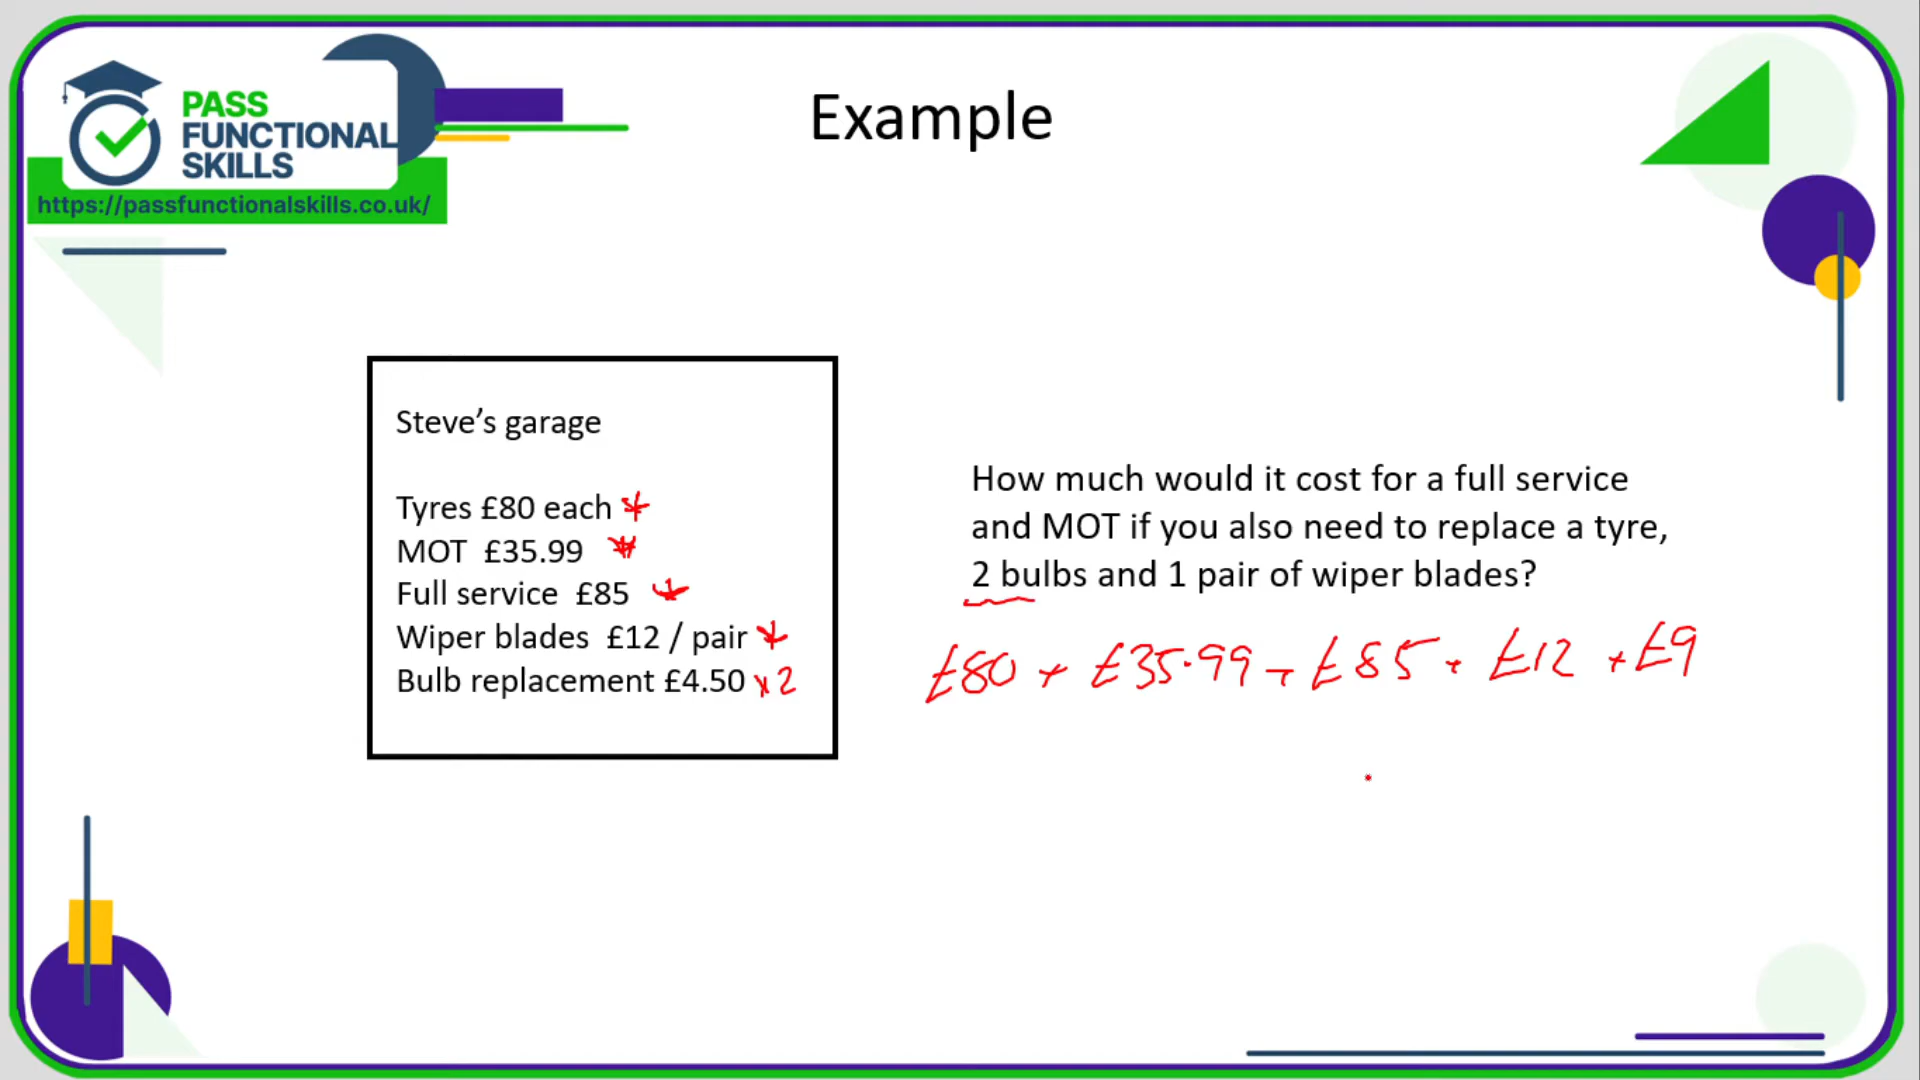 PASS
FUNCTIONAL
SKILLS
https://passfunctionalskills.co.uk/
Example
Steve's garage
Tyres £80 each *
MOT £35.99 *
Full service £85 *
Wiper blades £12 / pair *
Bulb replacement £4.50 x 2
How much would it cost for a full service
and MOT if you also need to replace a tyre,
2 bulbs and 1 pair of wiper blades?
£80 + £35.99 + £85 + £12 + £9